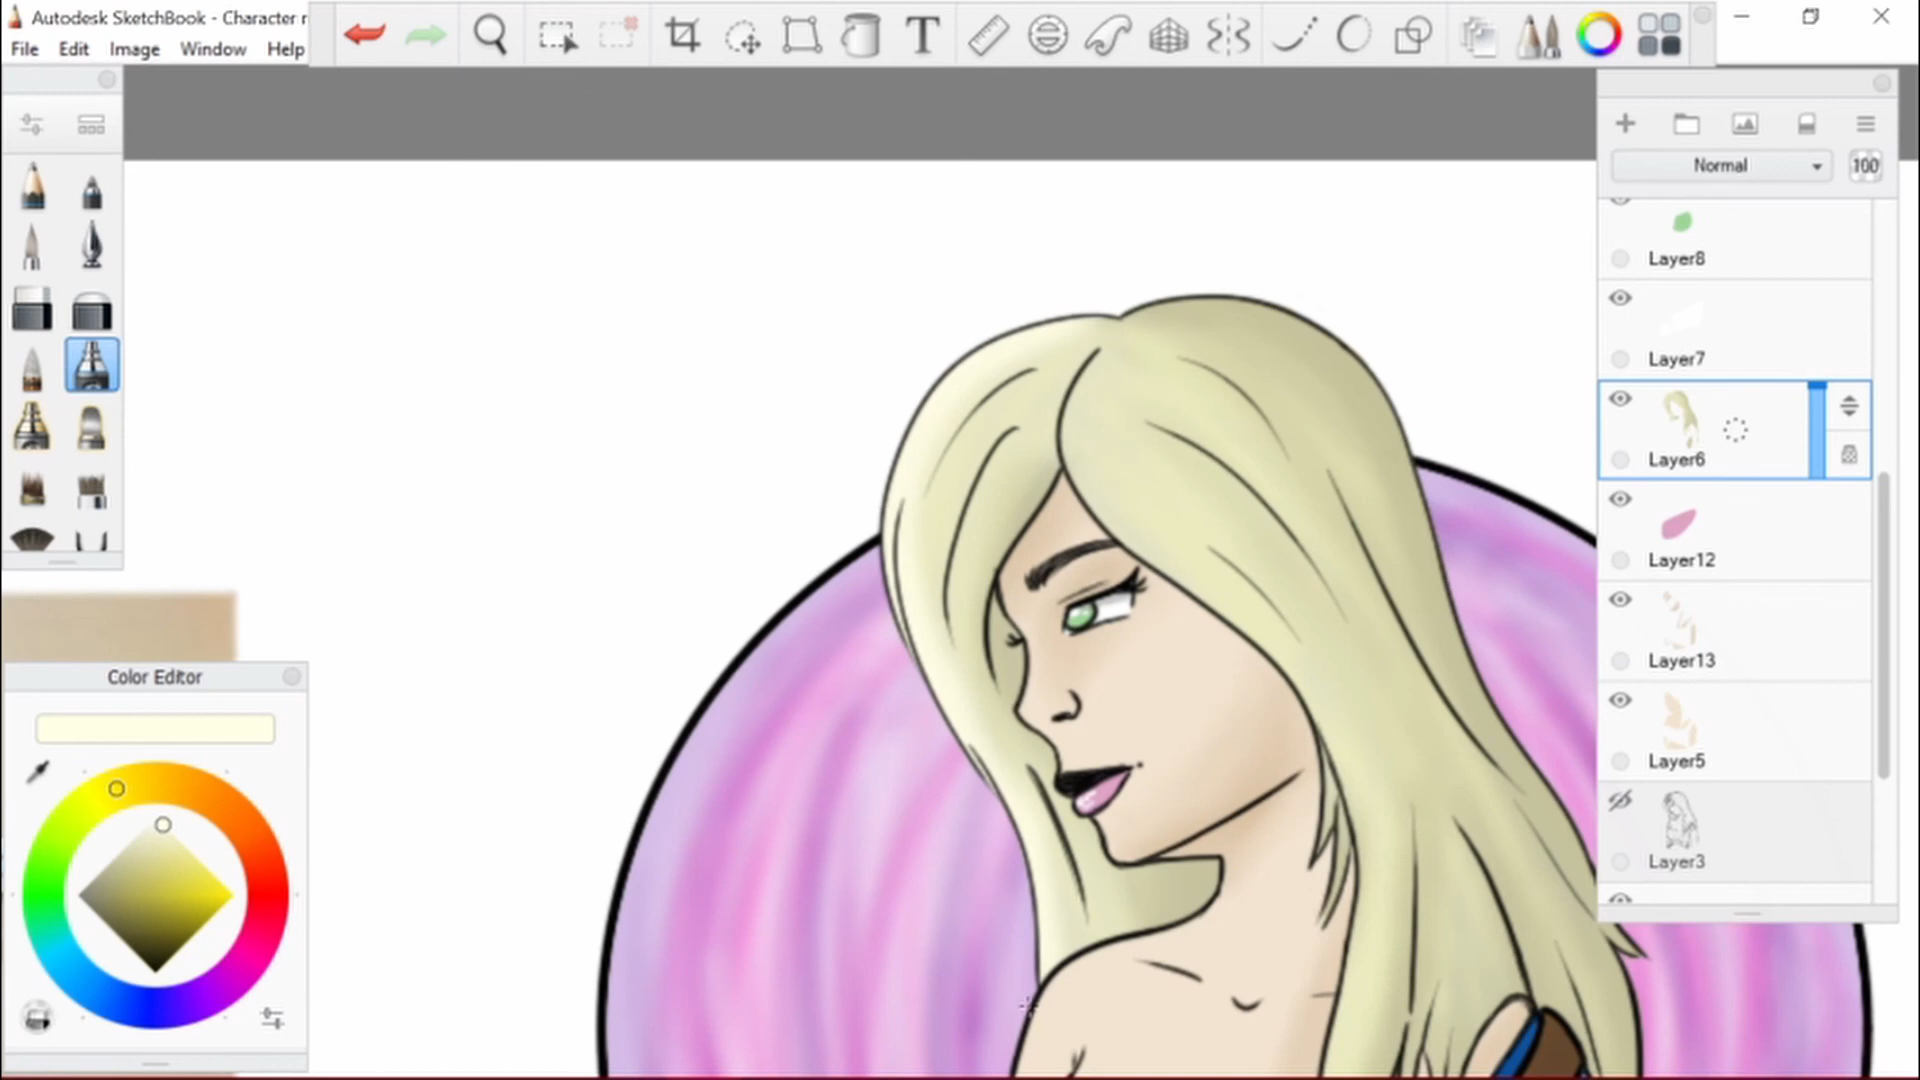 Autodesk SketchBook - Character
File Edit Image Window Help
T
Normal 100
Layer8
Layer7
Layer6
Layer12
Layer13
Layer5
Layer3
Color Editor